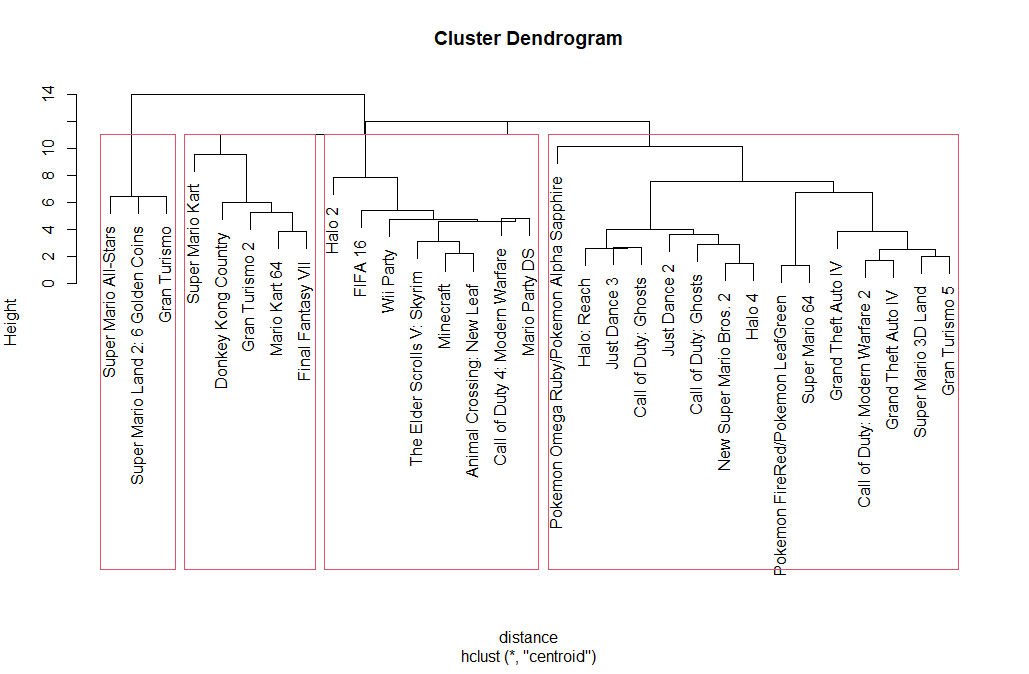 Cluster Dendrogram
Height
14
10
8
6
4
2
0
Super Mario All-Stars
Super Mario Land 2: 6 Golden Coins
Gran Turismo
Super Mario Kart
Donkey Kong Country
Gran Turismo 2
Mario Kart 64
Final Fantasy VII
Halo 2
FIFA 16
Wii Party
The Elder Scrolls V: Skyrim
Minecraft
Animal Crossing: New Leaf
Call of Duty 4: Modern Warfare
Mario Party DS
Pokemon Omega Ruby/Pokemon Alpha Sapphire
Halo: Reach
Just Dance 3
Call of Duty: Ghosts
Just Dance 2
Call of Duty: Ghosts
New Super Mario Bros. 2
Halo 4
Pokemon FireRed/Pokemon LeafGreen
Super Mario 64
Grand Theft Auto IV
Call of Duty: Modern Warfare 2
Grand Theft Auto IV
Super Mario 3D Land
Gran Turismo 5
distance
hclust (*, "centroid")